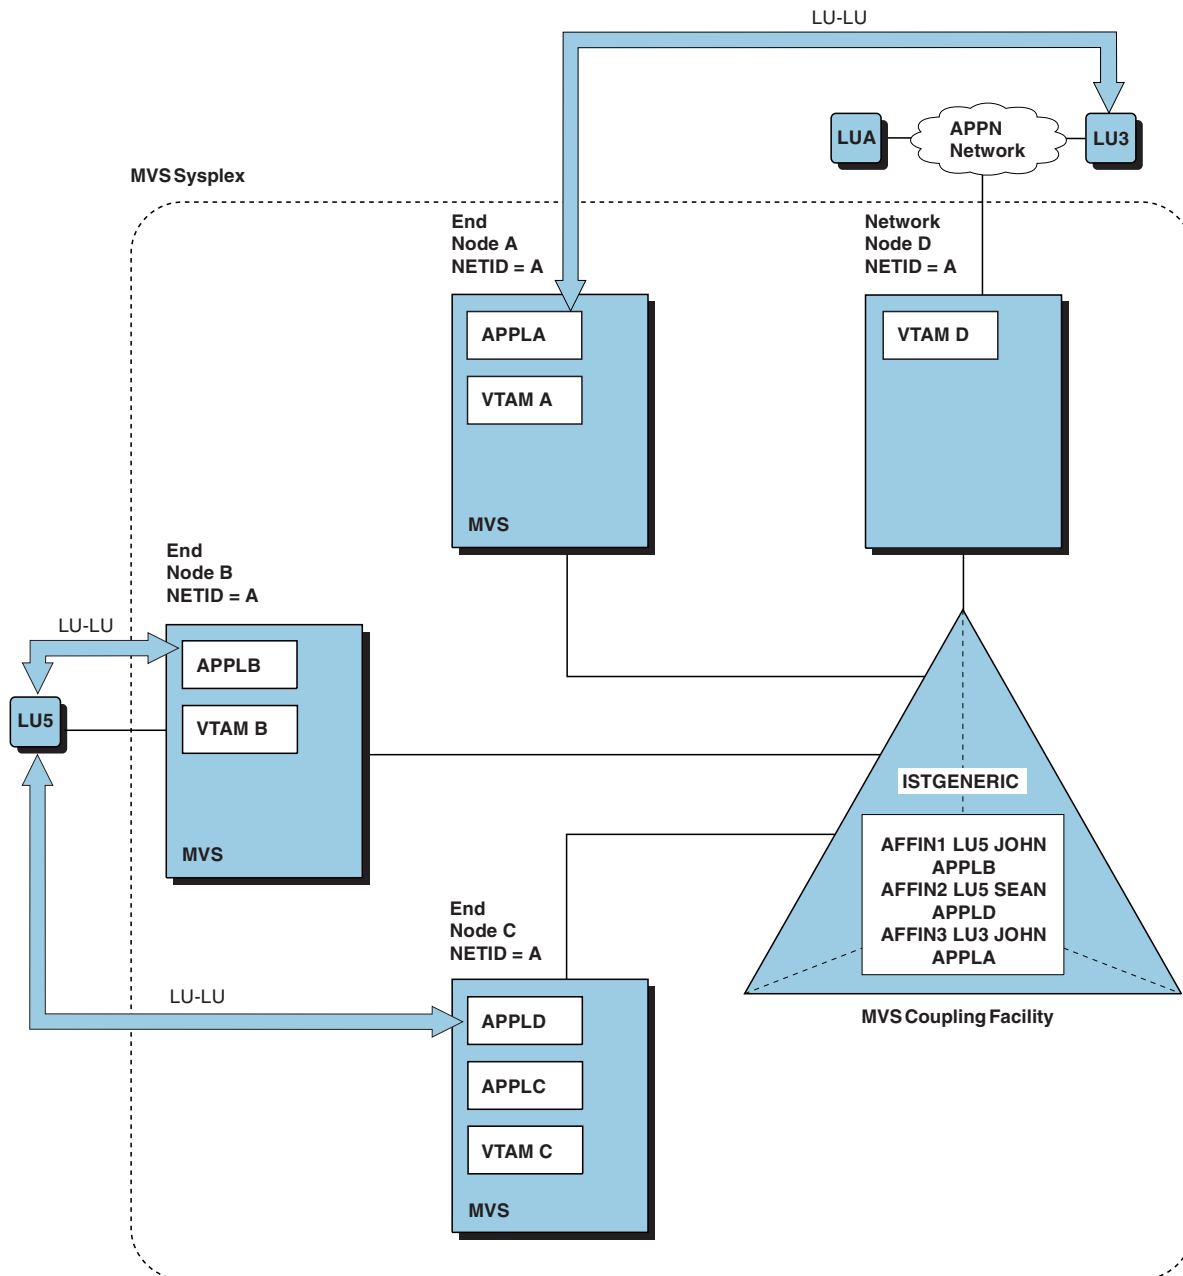 LU-LU
LUA
APPN
Network
LU3
MVS Sysplex
End
Node A
NETID = A
Network
Node D
NETID = A
APPLA
VTAM A
MVS
VTAM D
End
Node B
NETID = A
LU-LU
APPLB
LU5
VTAM B
MVS
ISTGENERIC
AFFIN1 LU5 JOHN
APPLB
AFFIN2 LU5 SEAN
APPLD
AFFIN3 LU3 JOHN
APPLA
MVS Coupling Facility
End
Node C
NETID = A
LU-LU
APPLD
APPLC
VTAM C
MVS